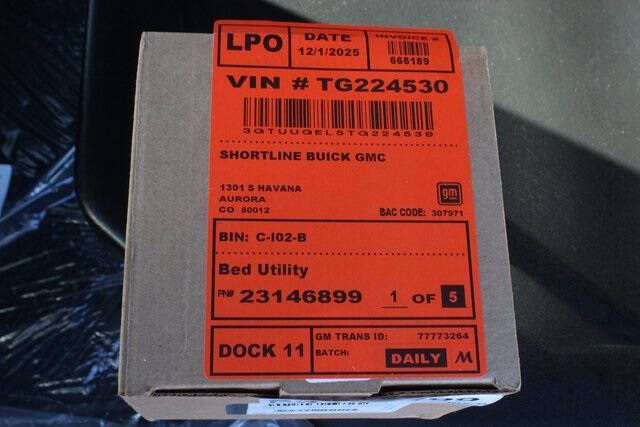 LPO DATE INVOICE #
12/1/2025
668189
VIN # TG224530
3GTUUGEL5TG224530
SHORTLINE BUICK GMC
1301 S HAVANA
AURORA
CO 80012
gm
BAC CODE: 307971
BIN: C-I02-B
Bed Utility
PN# 23146899 1 OF 5
DOCK 11
GM TRANS ID: 77773264
BATCH: DAILY M